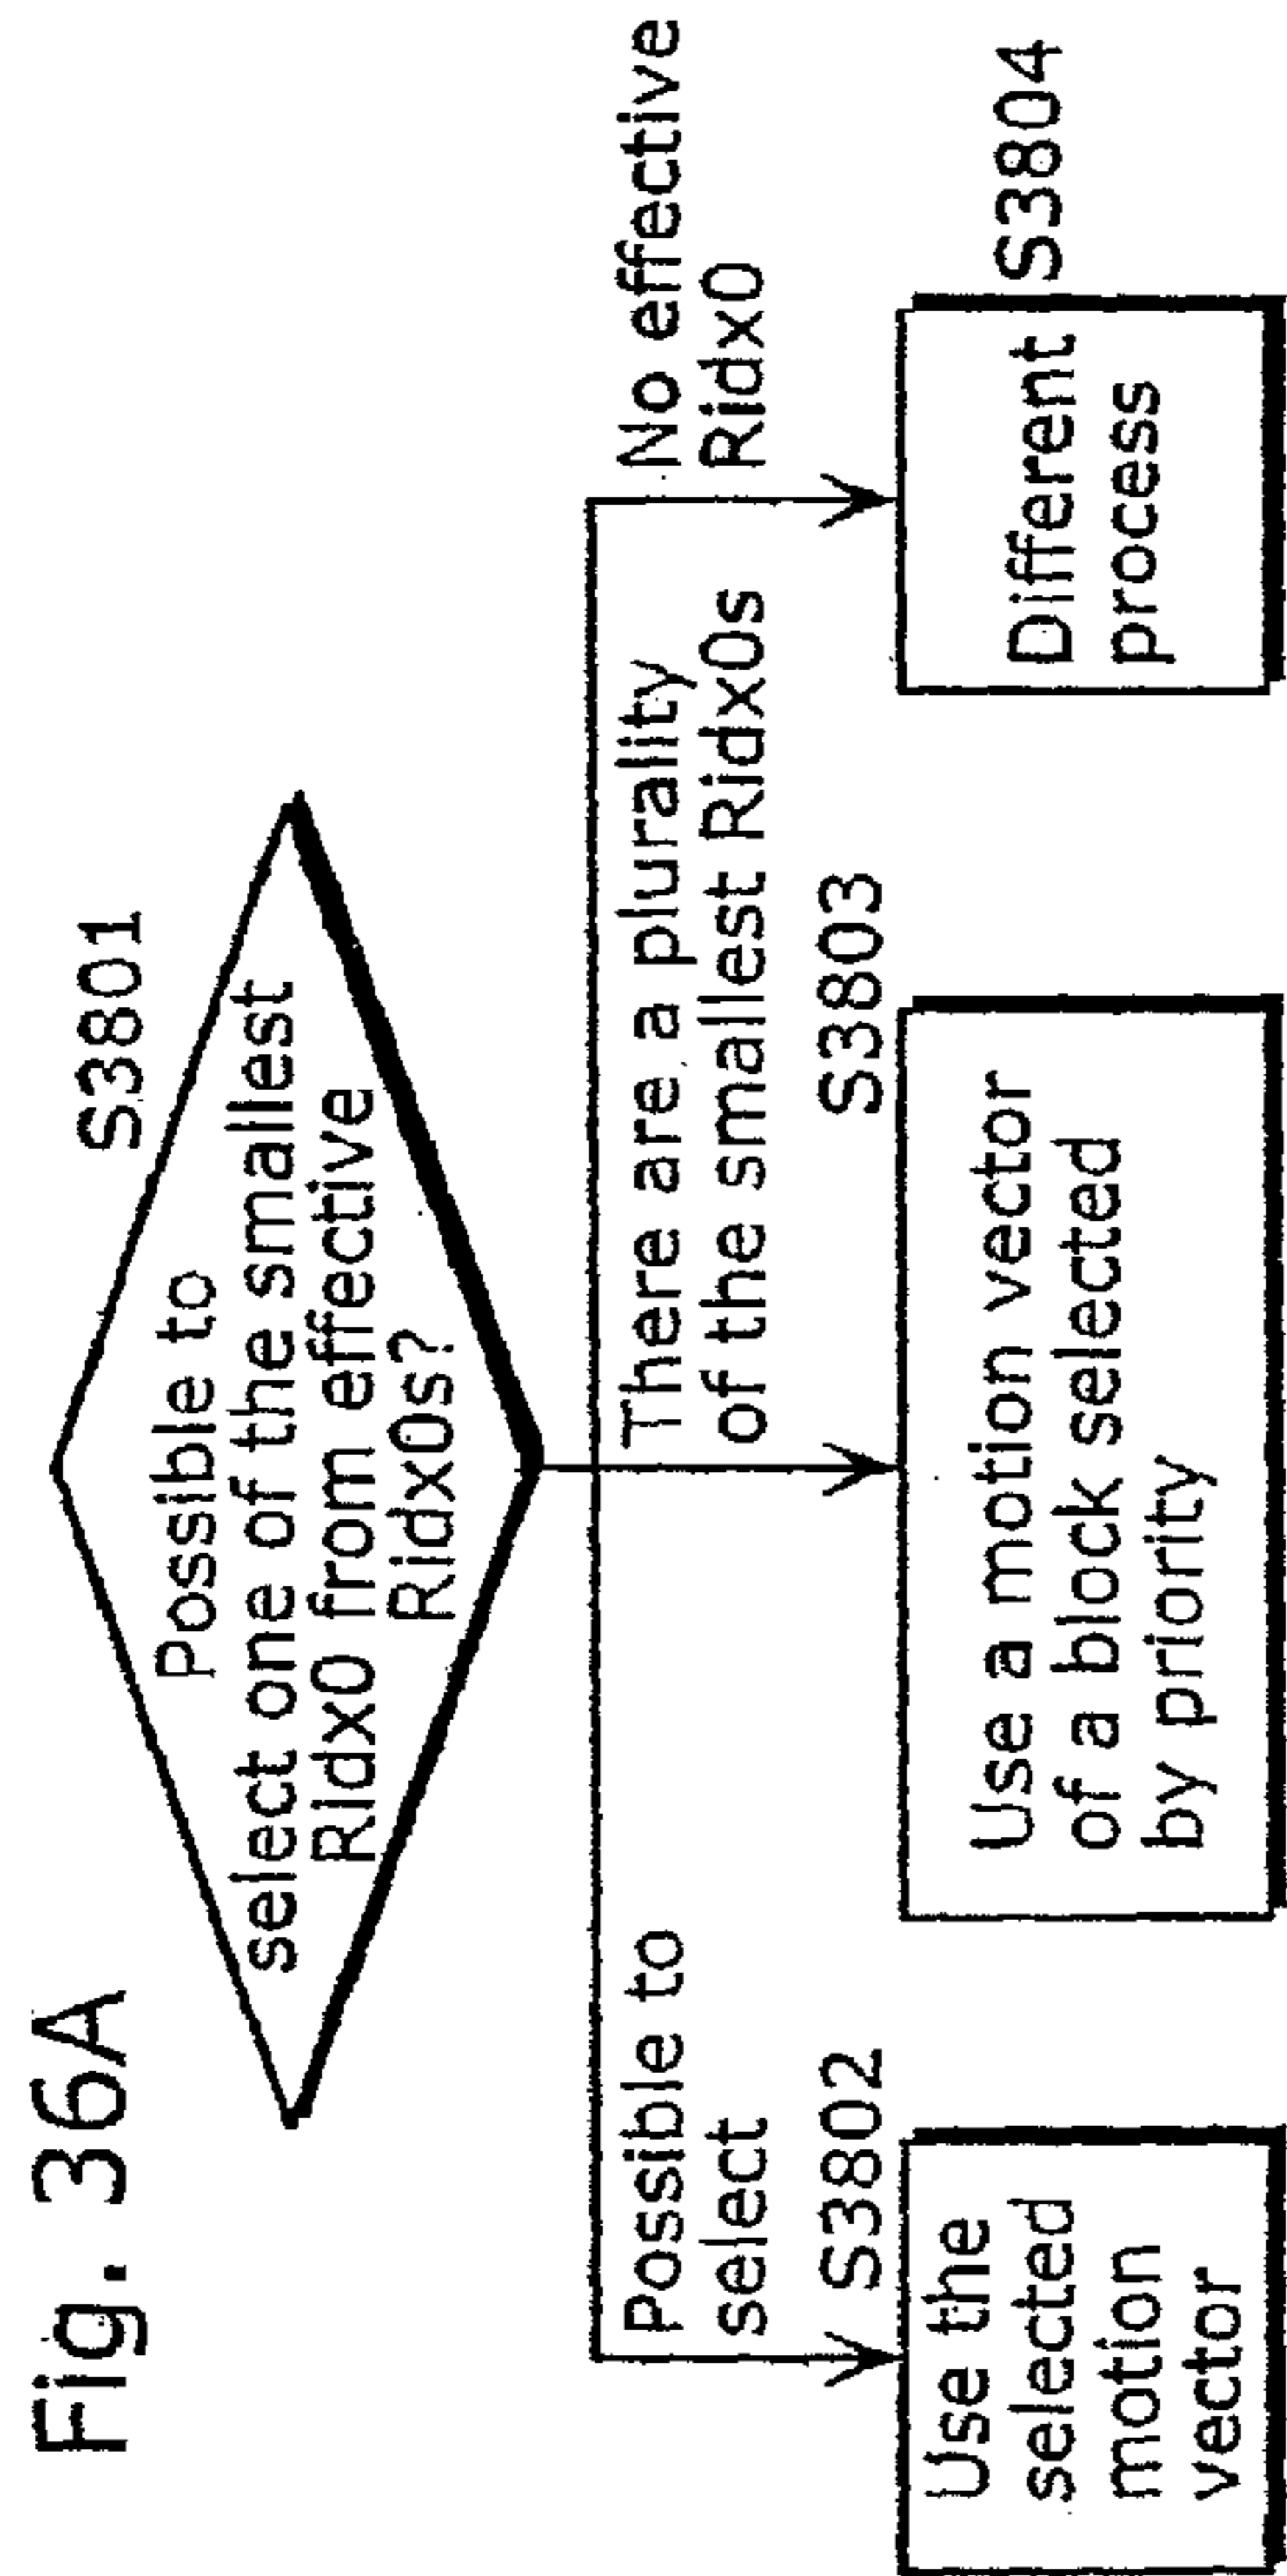 Fig. 36A
S3801
Possible to
select one of the smallest
Ridx0 from effective
Ridx0s?
Possible to
select
There are a plurality
of the smallest Ridx0s
No effective
Ridx0
S3802
Use the
selected
motion
vector
S3803
Use a motion vector
of a block selected
by priority
S3804
Different
process